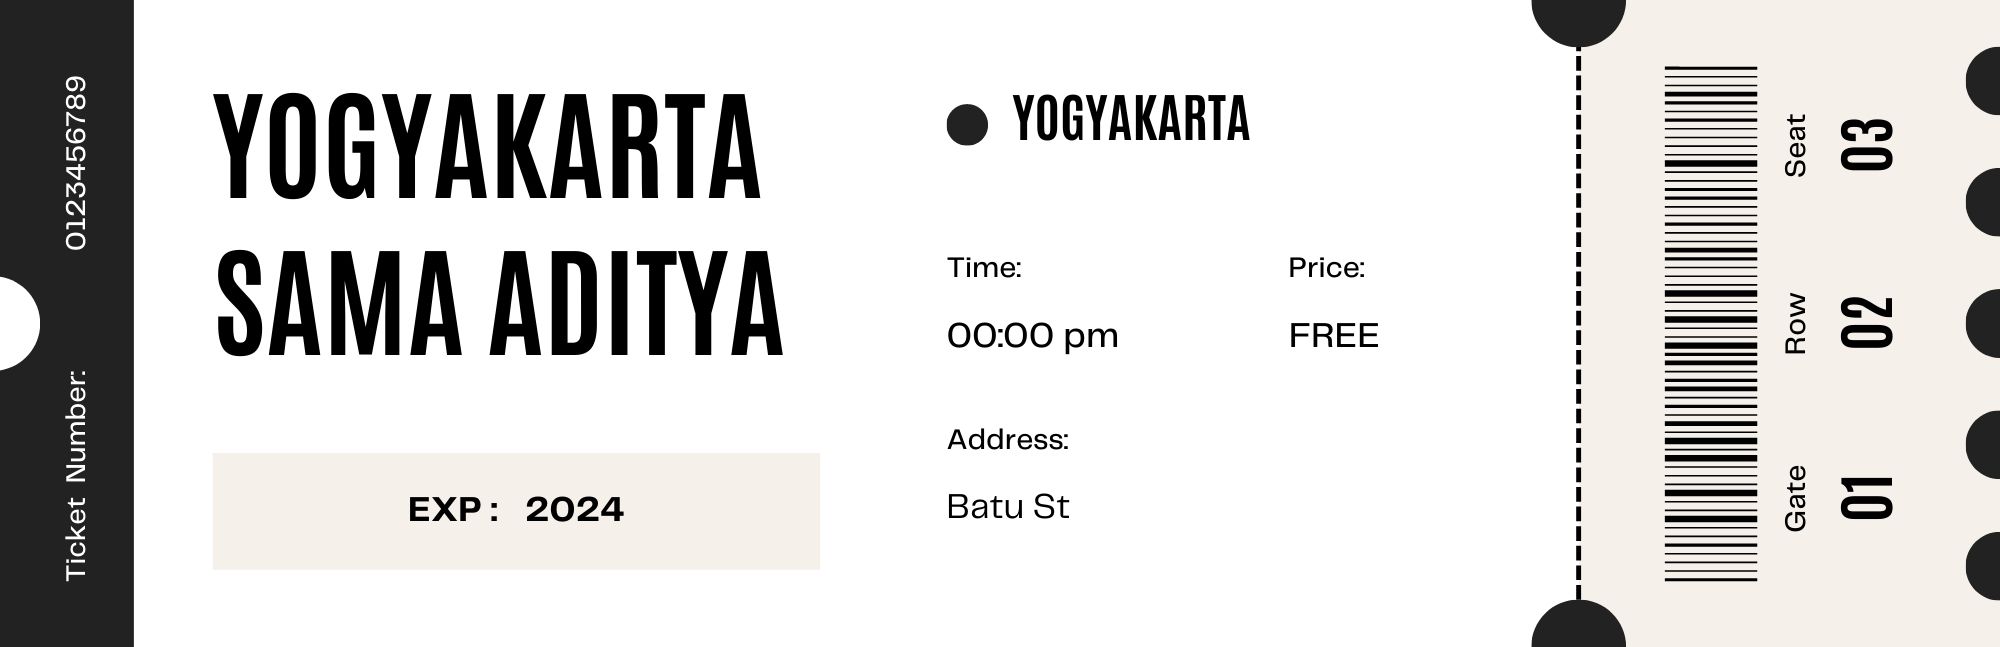 Ticket Number: 0123456789
YOGYAKARTA
SAMA ADITYA
EXP : 2024
YOGYAKARTA
Time:
00:00 pm
Price:
FREE
Address:
Batu St
Gate
01
Row
02
Seat
03